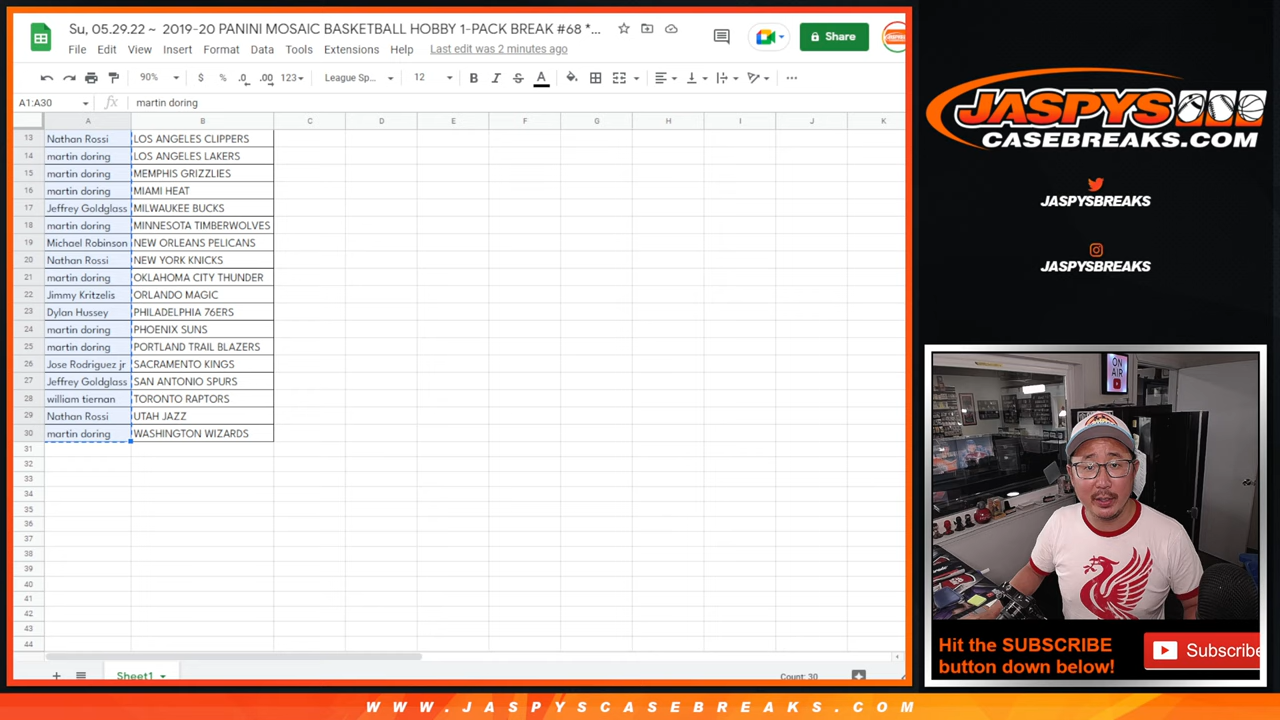 Su, 05.29.22 ~ 2019-20 PANINI MOSAIC BASKETBALL HOBBY 1-PACK BREAK #68 *...
File Edit View Insert Format Data Tools Extensions Help Last edit was 2 minutes ago
Share
90% $ % .0 .00 123 League Sp... 12 B I S A
A1:A30 fx martin doring
A B C D E F G H I J K
13 Nathan Rossi LOS ANGELES CLIPPERS
14 martin doring LOS ANGELES LAKERS
15 martin doring MEMPHIS GRIZZLIES
16 martin doring MIAMI HEAT
17 Jeffrey Goldglass MILWAUKEE BUCKS
18 martin doring MINNESOTA TIMBERWOLVES
19 Michael Robinson NEW ORLEANS PELICANS
20 Nathan Rossi NEW YORK KNICKS
21 martin doring OKLAHOMA CITY THUNDER
22 Jimmy Kritzelis ORLANDO MAGIC
23 Dylan Hussey PHILADELPHIA 76ERS
24 martin doring PHOENIX SUNS
25 martin doring PORTLAND TRAIL BLAZERS
26 Jose Rodriguez jr SACRAMENTO KINGS
27 Jeffrey Goldglass SAN ANTONIO SPURS
28 william tiernan TORONTO RAPTORS
29 Nathan Rossi UTAH JAZZ
30 martin doring WASHINGTON WIZARDS
31
32
33
34
35
36
37
38
39
40
41
42
43
44
Sheet1
Count: 30
JASPYS
CASEBREAKS.COM
JASPYSBREAKS
JASPYSBREAKS
ON
AIR
Hit the SUBSCRIBE
button down below!
Subscribe
WWW.JASPYSCASEBREAKS.COM